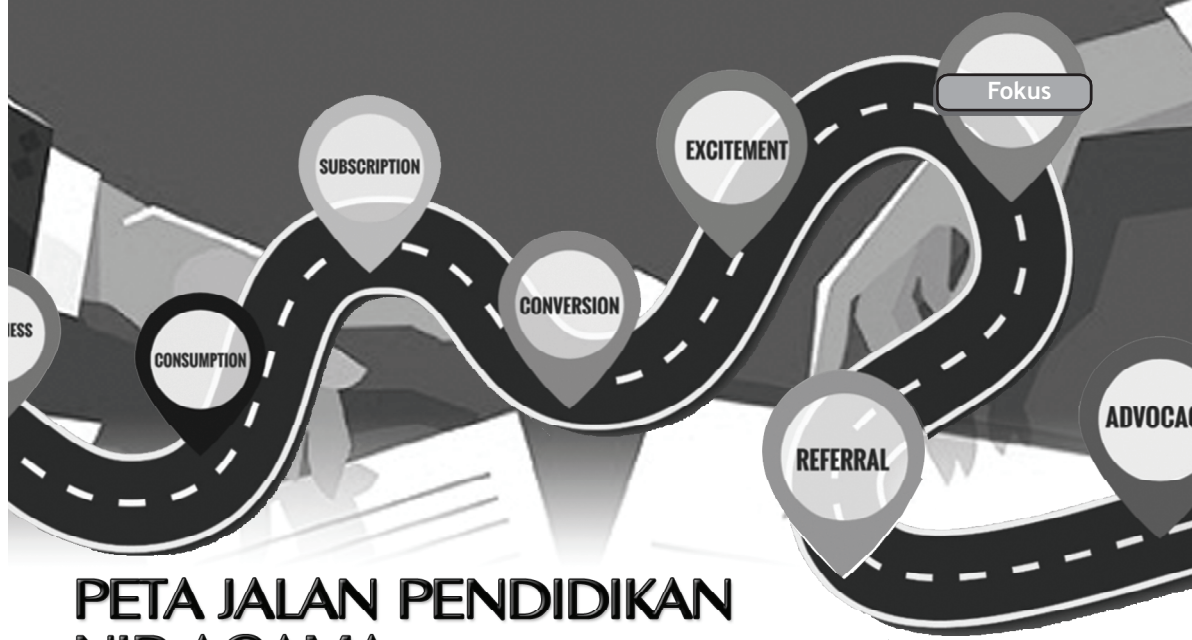 Fokus
EXCITEMENT
SUBSCRIPTION
CONVERSION
CONSUMPTION
REFERRAL
PETA JALAN PENDIDIKAN